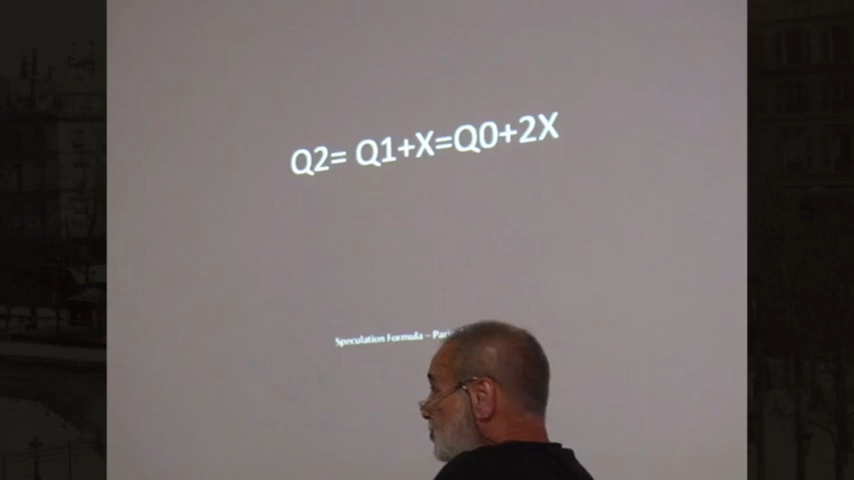 Q2= Q1+X=Q0+2X
Speculation Formula –